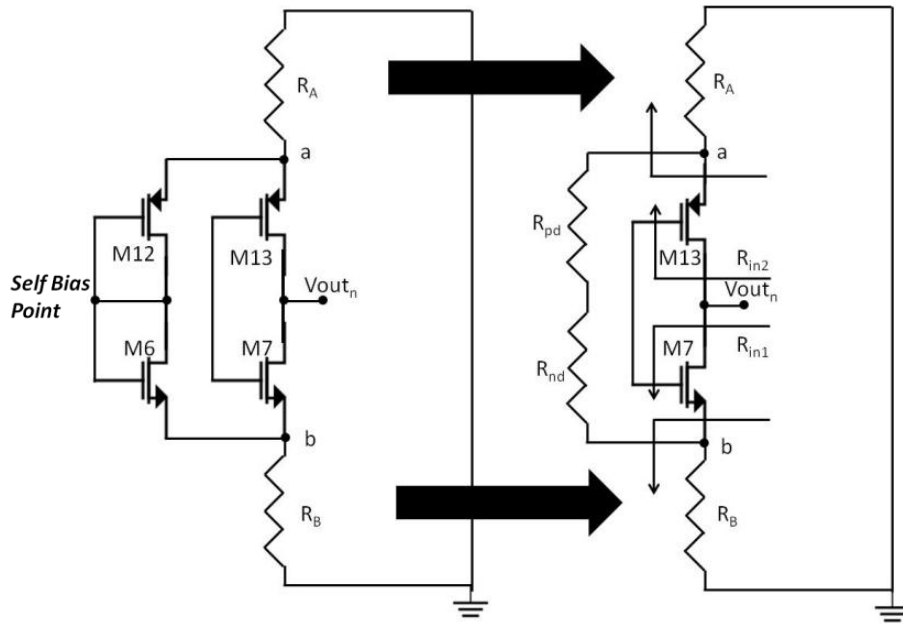 R_A
a
M12
M13
Self Bias
Point
Vout_n
M6
M7
b
R_B
R_A
a
R_pd
M13
R_in2
Vout_n
R_nd
M7
R_in1
b
R_B